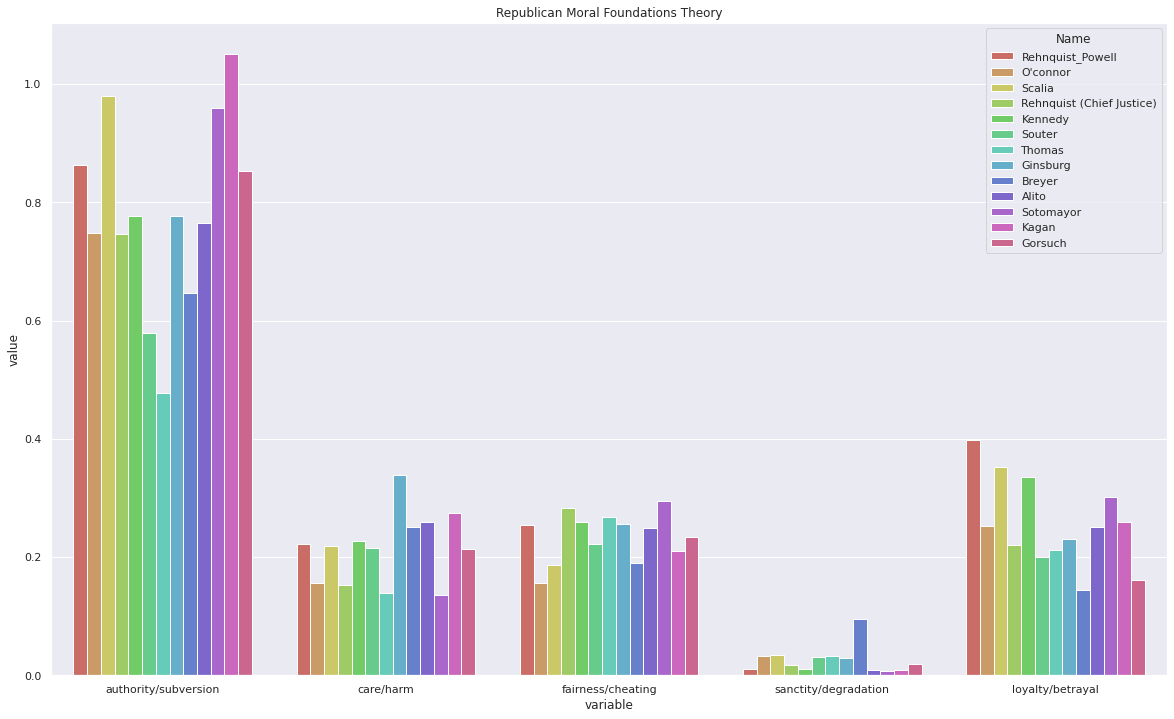 Republican Moral Foundations Theory
Name
Rehnquist_Powell
O'connor
Scalia
Rehnquist (Chief Justice)
Kennedy
Souter
Thomas
Ginsburg
Breyer
Alito
Sotomayor
Kagan
Gorsuch
1.0
0.8
0.6
0.4
0.2
0.0
value
authority/subversion
care/harm
fairness/cheating
sanctity/degradation
loyalty/betrayal
variable